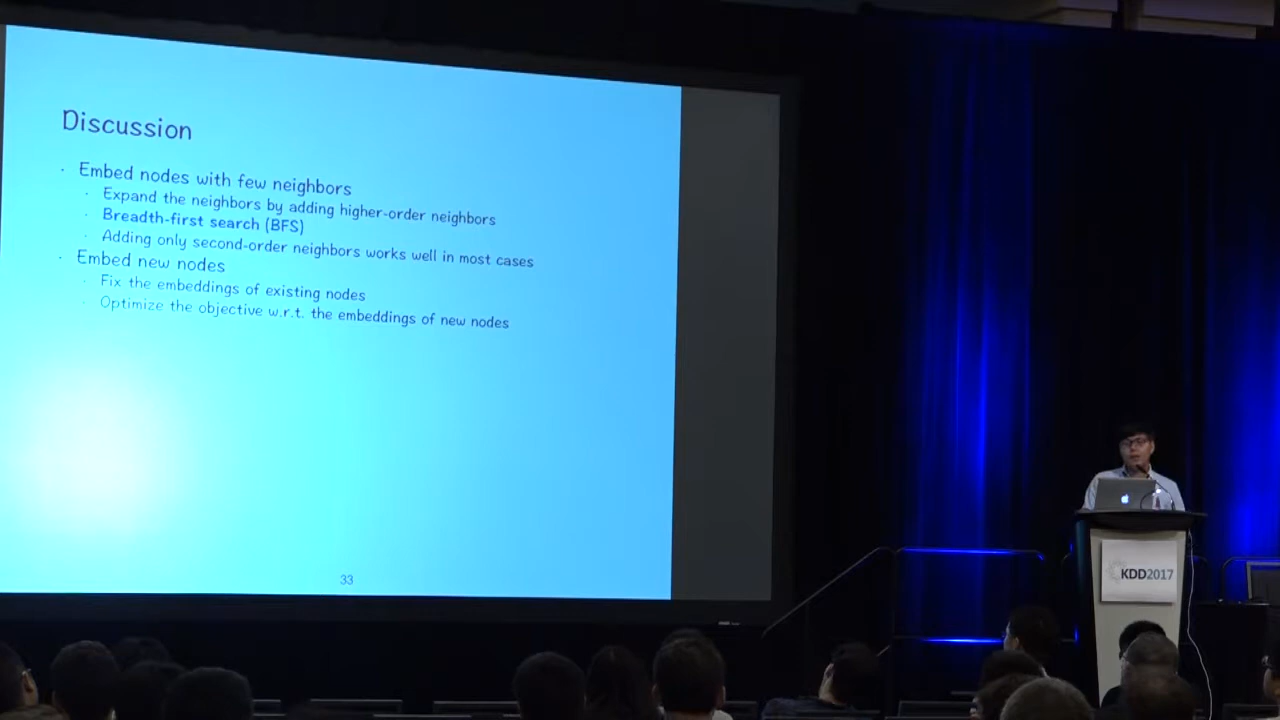 Discussion
· Embed nodes with few neighbors
· Expand the neighbors by adding higher-order neighbors
· Breadth-first search (BFS)
· Adding only second-order neighbors works well in most cases
· Embed new nodes
· Fix the embeddings of existing nodes
· Optimize the objective w.r.t. the embeddings of new nodes
33
KDD2017